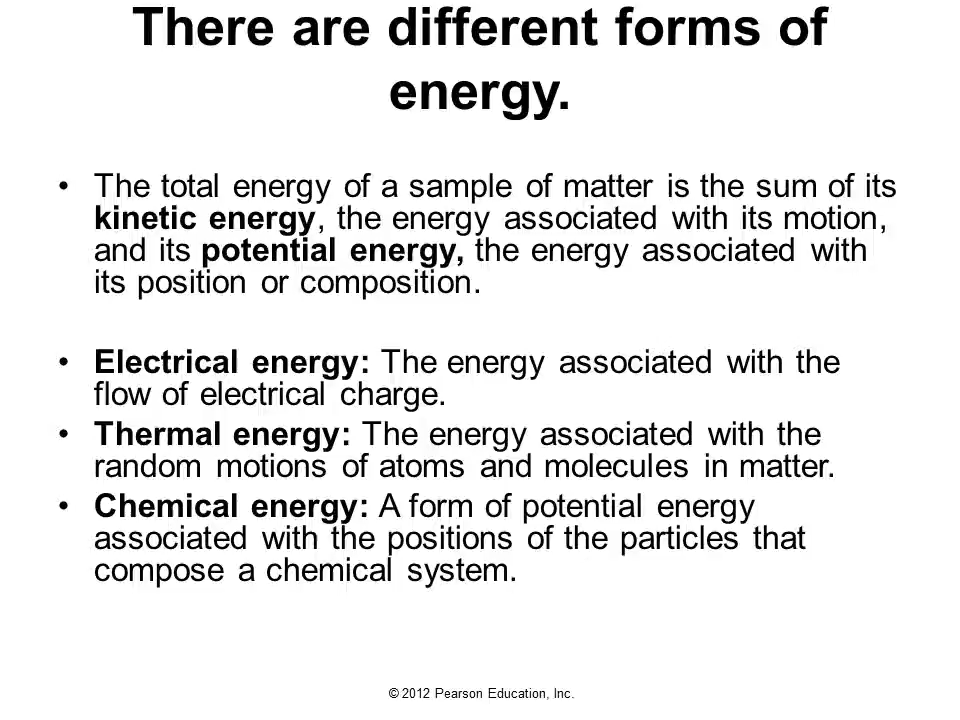 There are different forms of
energy.
• The total energy of a sample of matter is the sum of its
kinetic energy, the energy associated with its motion,
and its potential energy, the energy associated with
its position or composition.
• Electrical energy: The energy associated with the
flow of electrical charge.
• Thermal energy: The energy associated with the
random motions of atoms and molecules in matter.
• Chemical energy: A form of potential energy
associated with the positions of the particles that
compose a chemical system.
© 2012 Pearson Education, Inc.